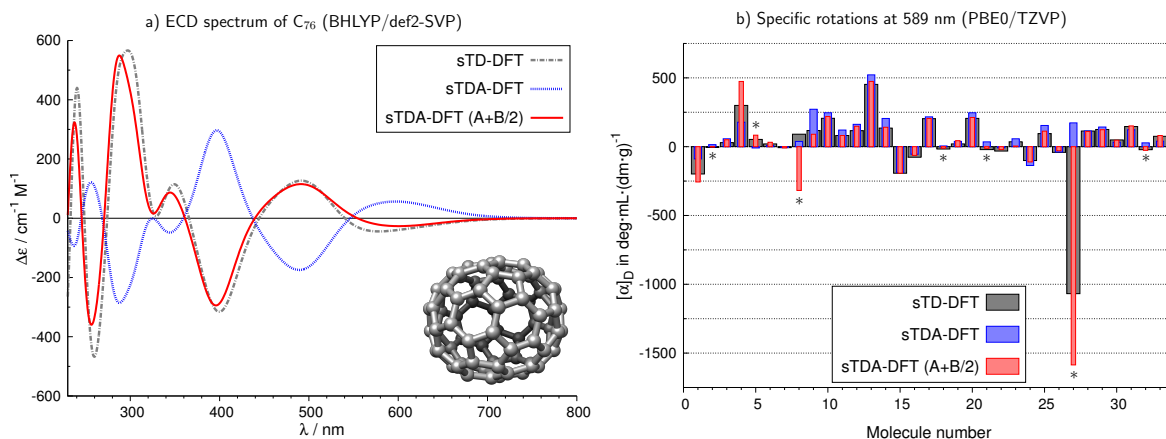 a) ECD spectrum of C₇₆ (BHLYP/def2-SVP)
600
400
200
0
-200
-400
-600
Δε / cm⁻¹ M⁻¹
sTD-DFT
sTDA-DFT
sTDA-DFT (A+B/2)
300
400
500
600
700
800
λ / nm
b) Specific rotations at 589 nm (PBE0/TZVP)
500
0
-500
-1000
-1500
[α]D in deg·mL·(dm·g)⁻¹
*
*
*
*
*
*
*
sTD-DFT
sTDA-DFT
sTDA-DFT (A+B/2)
0
5
10
15
20
25
30
Molecule number